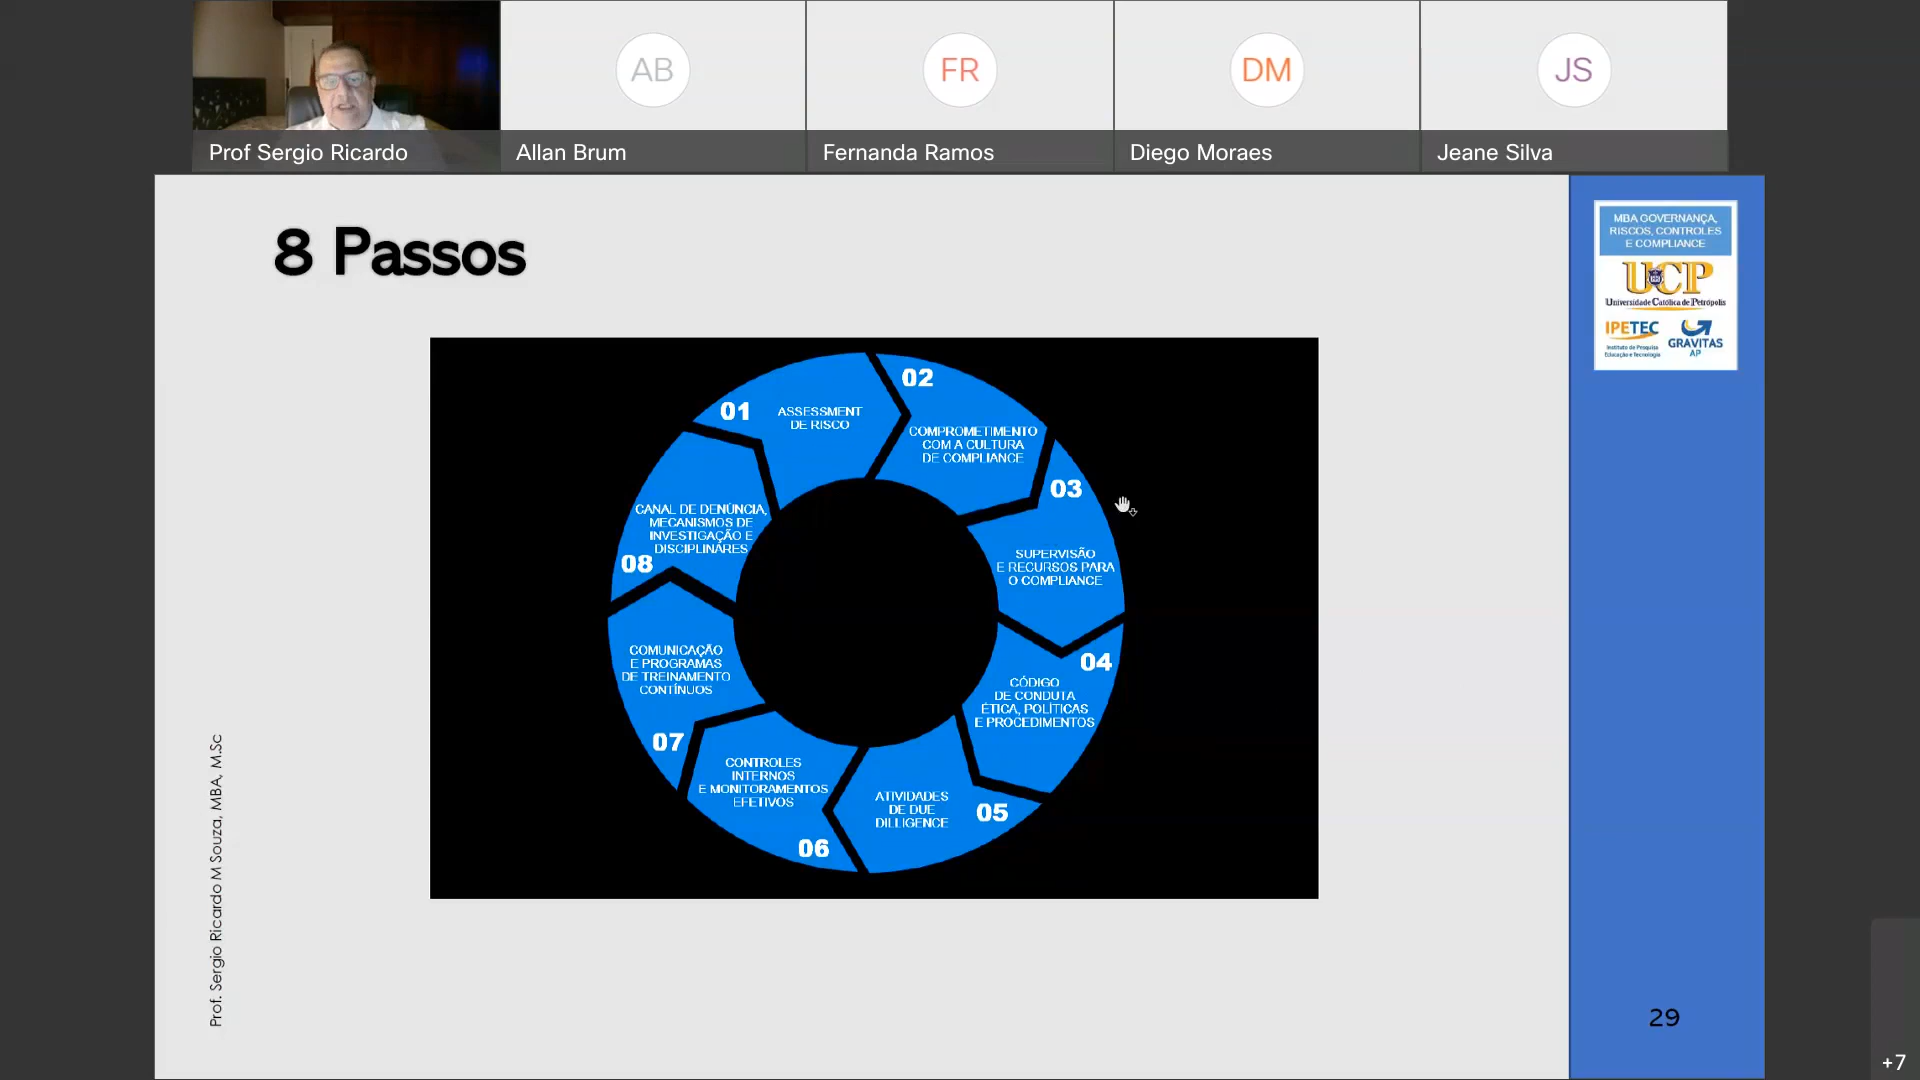 AB
FR
DM
JS
Prof Sergio Ricardo
Allan Brum
Fernanda Ramos
Diego Moraes
Jeane Silva
8 Passos
MBA GOVERNANÇA,
RISCOS, CONTROLES
E COMPLIANCE
UCP
Universidade Católica de Petrópolis
IPETEC
Instituto de Pesquisa
Educação e Tecnologia
GRAVITAS
AP
01
ASSESSMENT
DE RISCO
02
COMPROMETIMENTO
COM A CULTURA
DE COMPLIANCE
03
SUPERVISÃO
E RECURSOS PARA
O COMPLIANCE
04
CÓDIGO
DE CONDUTA
ÉTICA, POLÍTICAS
E PROCEDIMENTOS
ATIVIDADES
DE DUE
DILLIGENCE
05
CONTROLES
INTERNOS
E MONITORAMENTOS
EFETIVOS
06
COMUNICAÇÃO
E PROGRAMAS
DE TREINAMENTO
CONTÍNUOS
07
CANAL DE DENÚNCIA,
MECANISMOS DE
INVESTIGAÇÃO E
DISCIPLINARES
08
Prof. Sergio Ricardo M Souza, MBA, M.Sc
29
+7